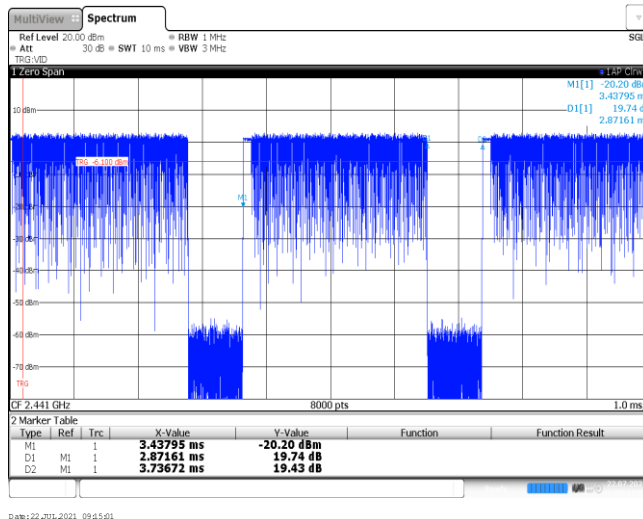 MultiView Spectrum
Ref Level 20.00 dBm RBW 1 MHz SGL
Att 30 dB SWT 10 ms VBW 3 MHz
TRG:VID
1 Zero Span 1AP Clrw
M1[1] -20.20 dBm
3.43795 ms
D1[1] 19.74 d
2.87161 ms
10 dBm
TRG -6.100 dBm
M1
-30 dBm
-40 dBm
-50 dBm
-60 dBm
-70 dBm
TRG
CF 2.441 GHz 8000 pts 1.0 ms
2 Marker Table
Type Ref Trc X-Value Y-Value Function Function Result
M1 1 3.43795 ms -20.20 dBm
D1 M1 1 2.87161 ms 19.74 dB
D2 M1 1 3.73672 ms 19.43 dB
Date:22.JUL.2021 09:15:01